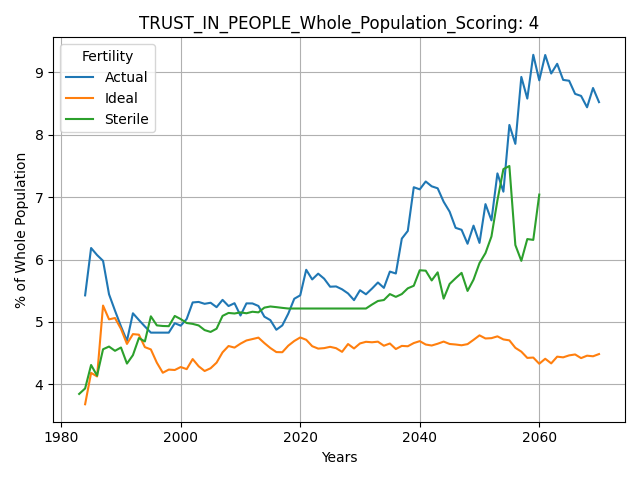 TRUST_IN_PEOPLE_Whole_Population_Scoring: 4
Fertility
Actual
Ideal
Sterile
% of Whole Population
9
8
7
6
5
4
1980 2000 2020 2040 2060
Years